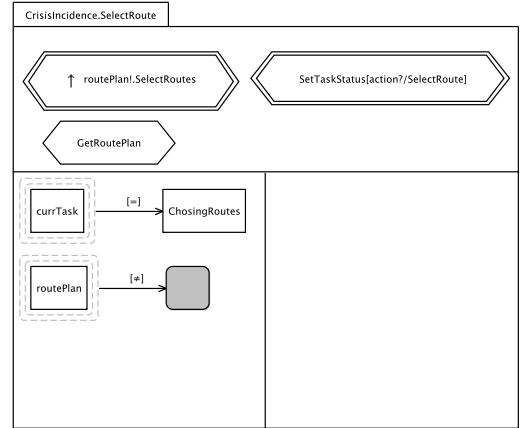 CrisisIncidence.SelectRoute
↑ routePlan!.SelectRoutes
SetTaskStatus[action?/SelectRoute]
GetRoutePlan
currTask
[=]
ChosingRoutes
routePlan
[≠]